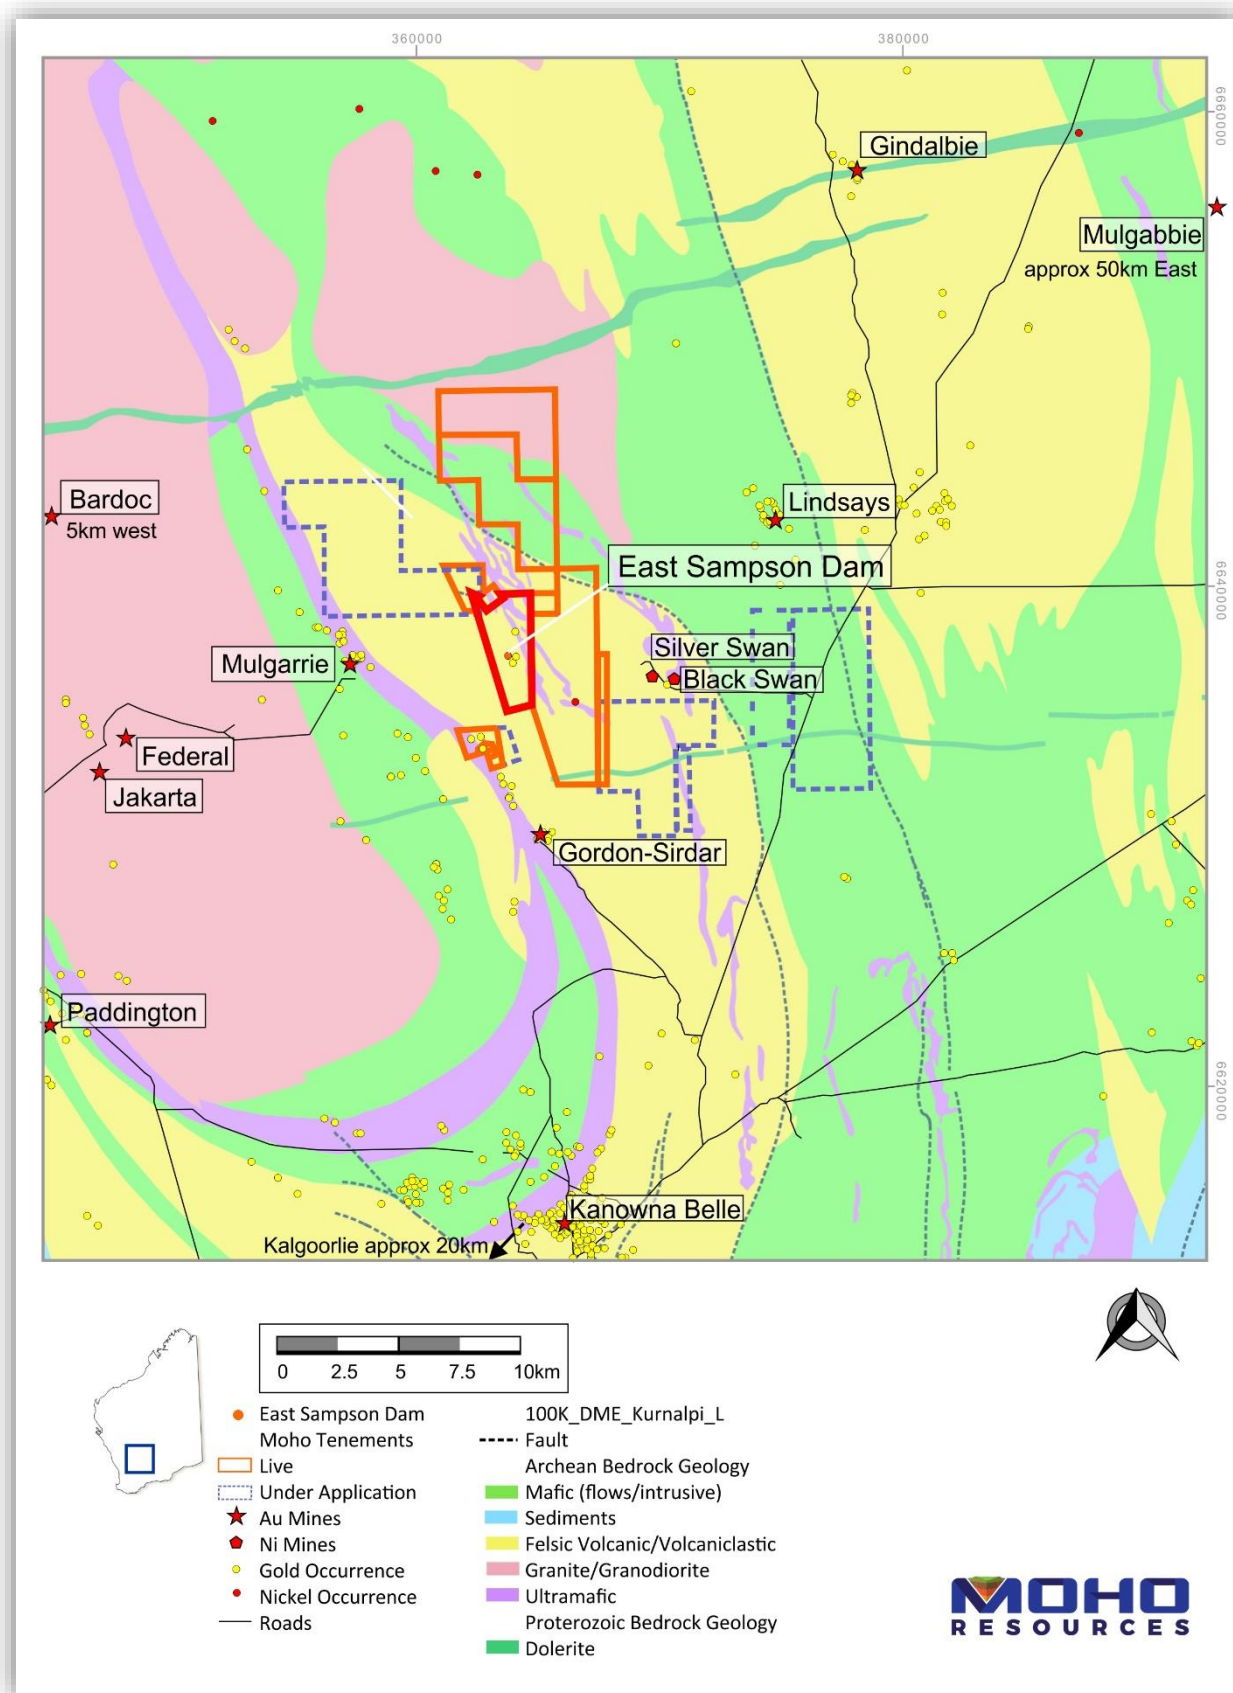 360000
380000
6660000
Gindalbie
Mulgabbie
approx 50km East
Bardoc
5km west
Lindsays
East Sampson Dam
6640000
Silver Swan
Mulgarrie
Black Swan
Federal
Jakarta
Gordon-Sirdar
Paddington
6620000
Kanowna Belle
Kalgoorlie approx 20km
0 2.5 5 7.5 10km
East Sampson Dam
Moho Tenements
Live
Under Application
Au Mines
Ni Mines
Gold Occurrence
Nickel Occurrence
Roads
100K_DME_Kurnalpi_L
Fault
Archean Bedrock Geology
Mafic (flows/intrusive)
Sediments
Felsic Volcanic/Volcaniclastic
Granite/Granodiorite
Ultramafic
Proterozoic Bedrock Geology
Dolerite
MOHO
RESOURCES